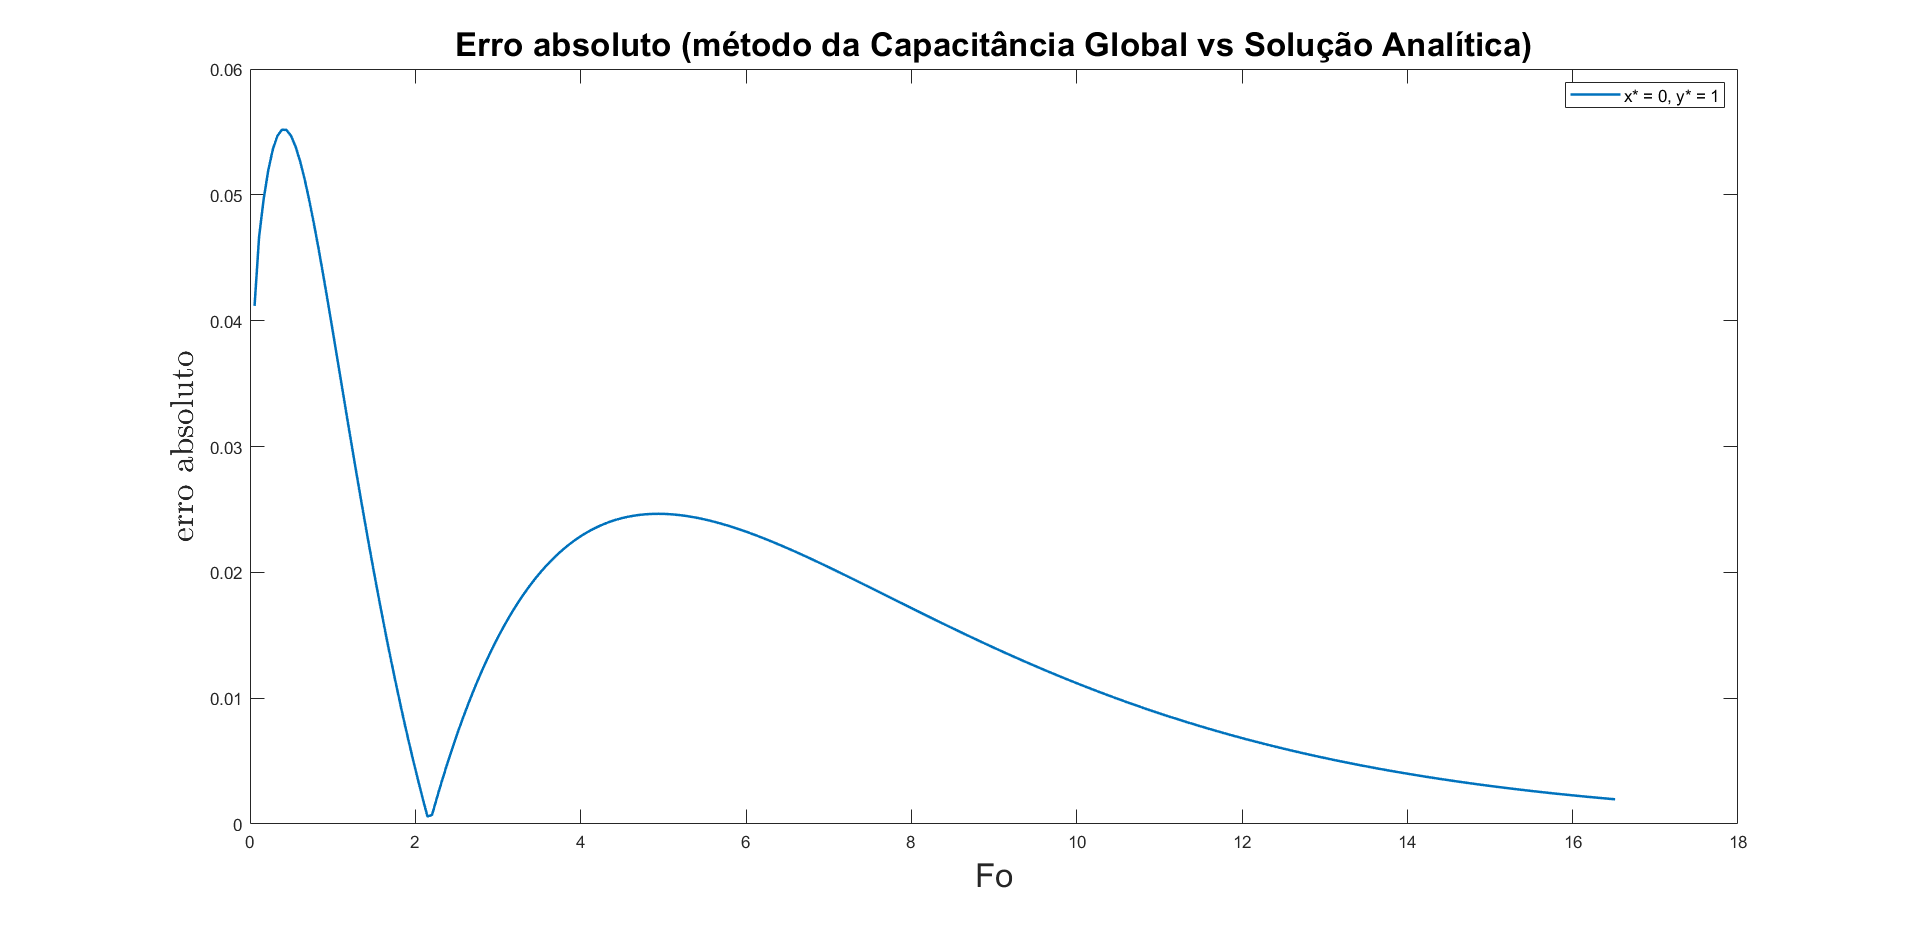 Erro absoluto (método da Capacitância Global vs Solução Analítica)
x* = 0, y* = 1
0.06
0.05
0.04
0.03
0.02
0.01
0
erro absoluto
0 2 4 6 8 10 12 14 16 18
Fo